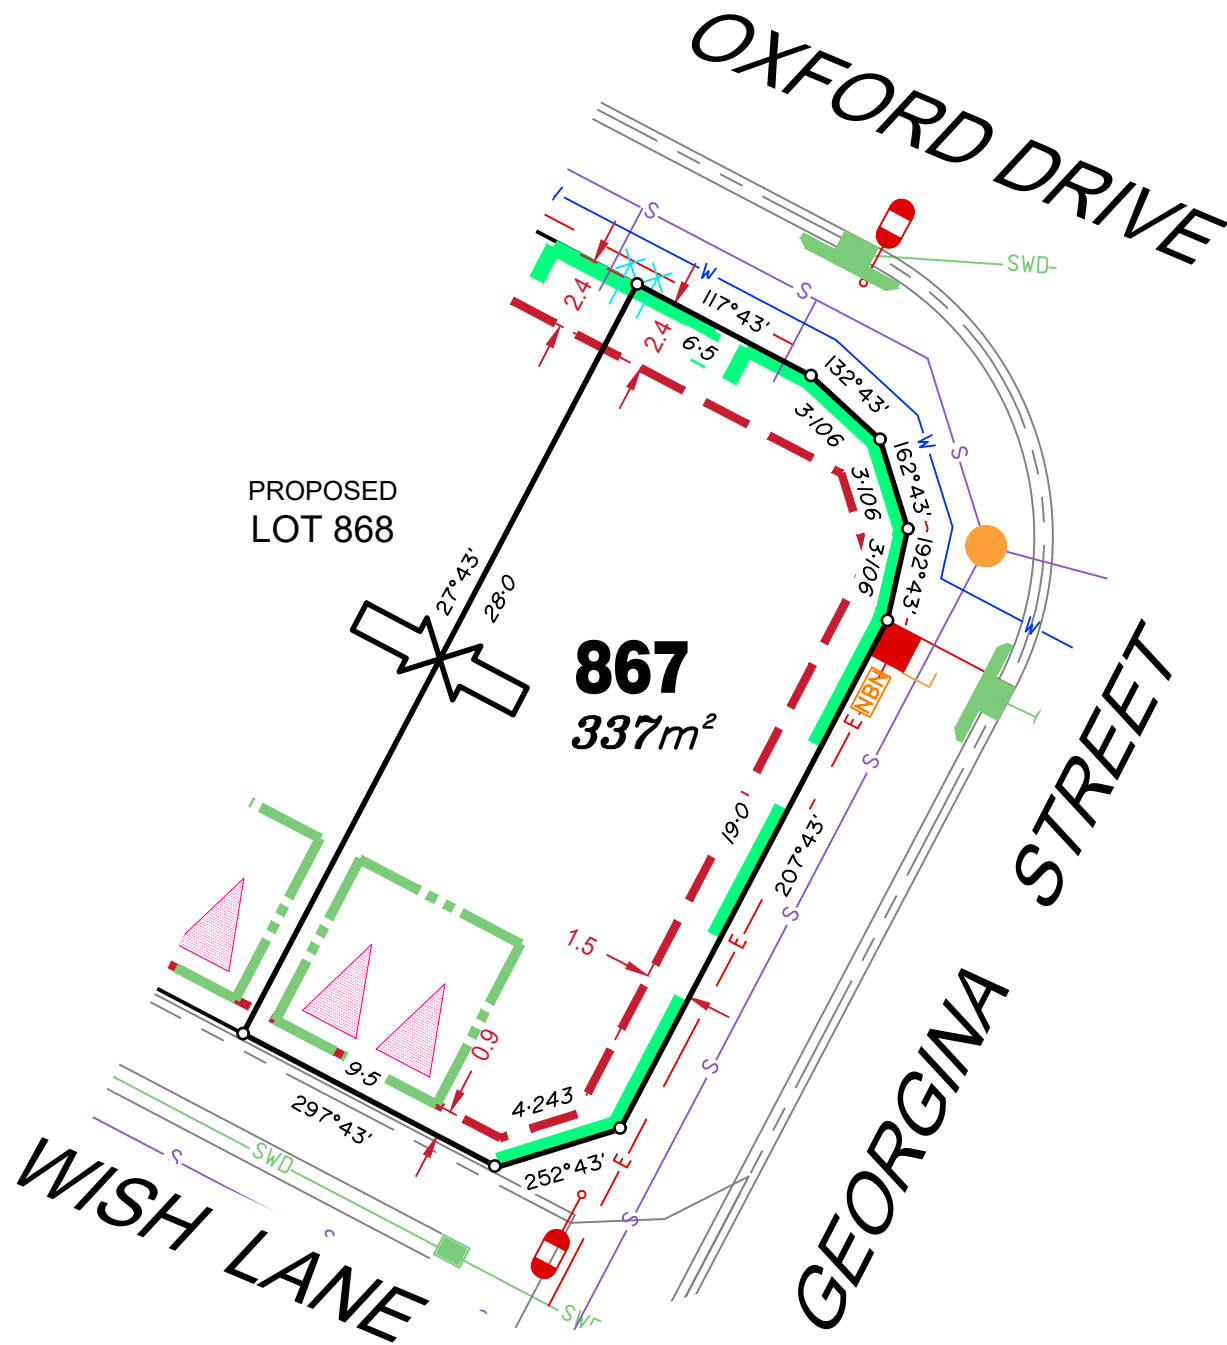 OXFORD DRIVE
S
SWD
W
S
2.4
117°43'
2.4
6·5
132°43'
3·106
W
S
162°43'
3·106
PROPOSED
LOT 868
192°43'
3·106
27°43'
28·0
W
867
337m²
NBN
E
S
STREET
19·0
207°43'
S
1.5
E
0.9
S
9·5
4·243
297°43'
252°43'
E
S
SWD
S
S
WISH LANE
GEORGINA